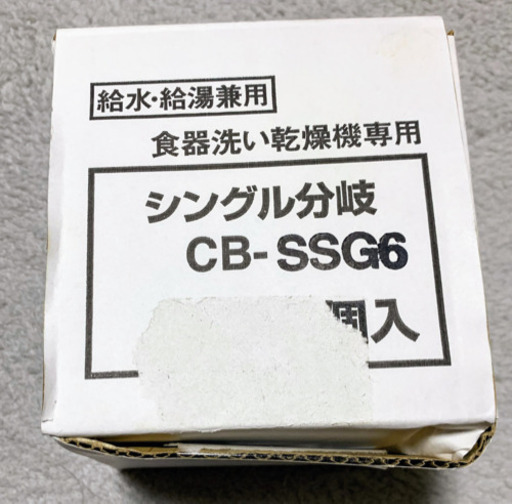 給水・給湯兼用
食器洗い乾燥機専用
シングル分岐
CB-SSG6
個入